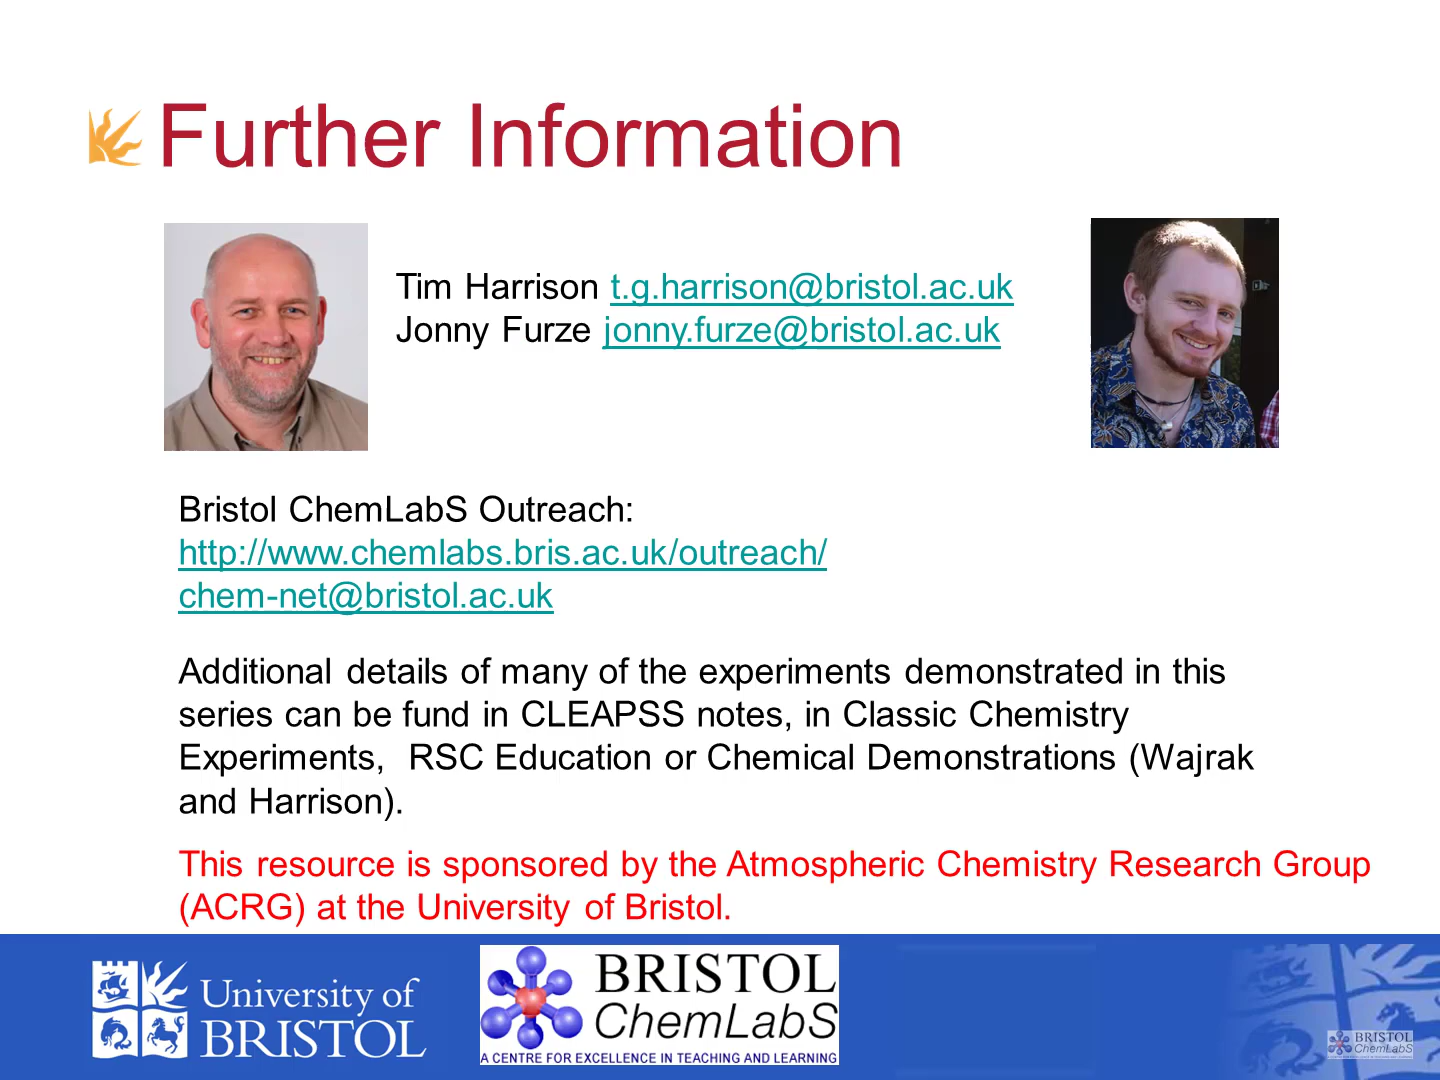 Further Information
Tim Harrison t.g.harrison@bristol.ac.uk
Jonny Furze jonny.furze@bristol.ac.uk
Bristol ChemLabS Outreach:
http://www.chemlabs.bris.ac.uk/outreach/
chem-net@bristol.ac.uk
Additional details of many of the experiments demonstrated in this
series can be fund in CLEAPSS notes, in Classic Chemistry
Experiments, RSC Education or Chemical Demonstrations (Wajrak
and Harrison).
This resource is sponsored by the Atmospheric Chemistry Research Group
(ACRG) at the University of Bristol.
University of
BRISTOL
BRISTOL
ChemLabS
A CENTRE FOR EXCELLENCE IN TEACHING AND LEARNING
BRISTOL
ChemLabS